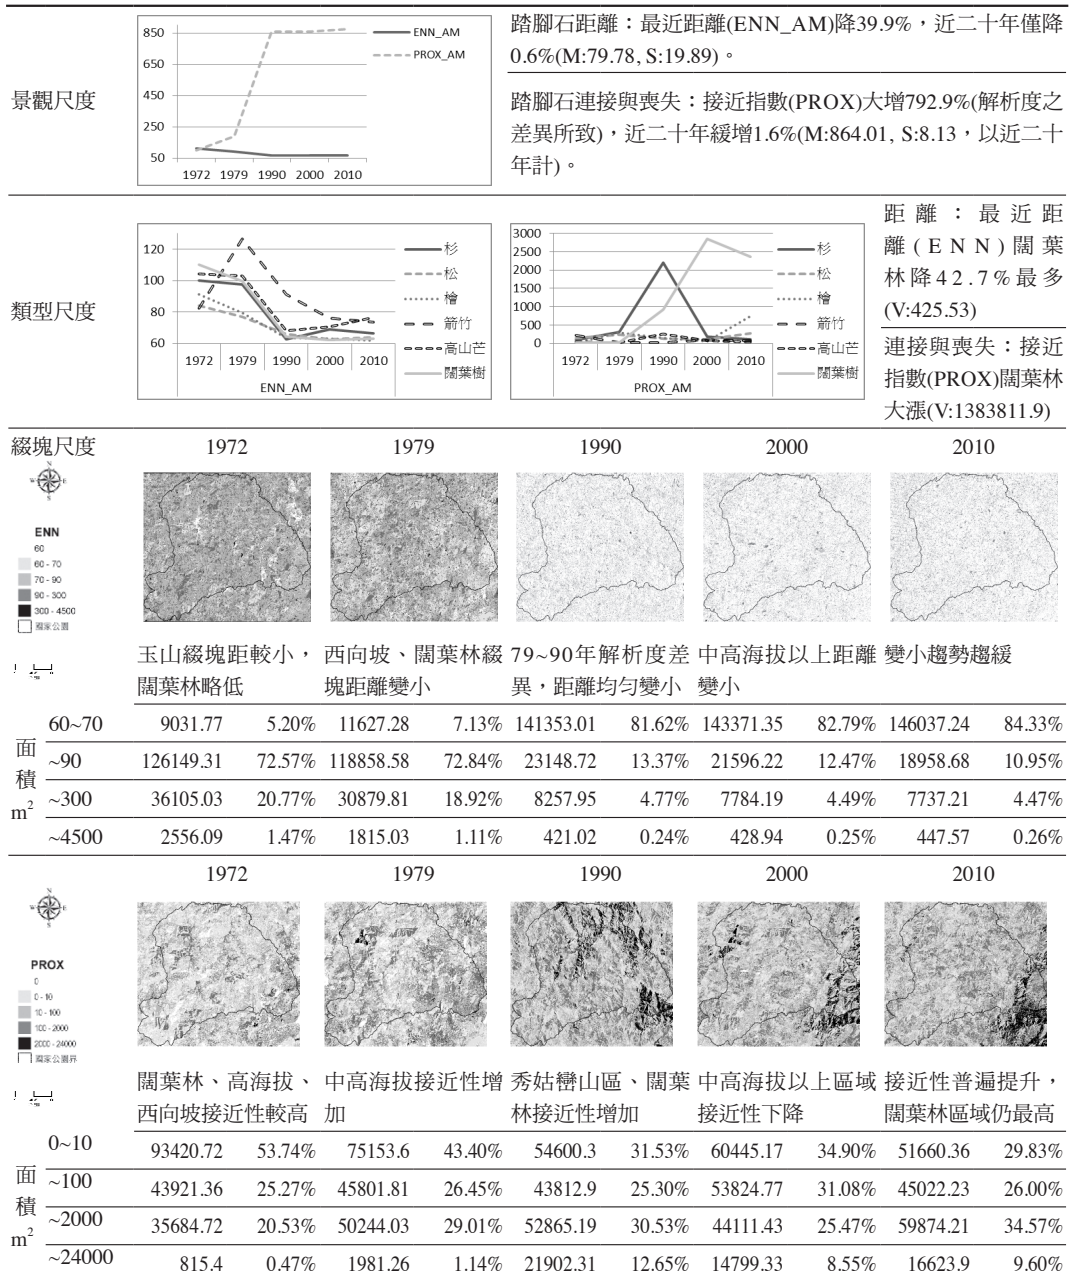 景觀尺度
850
650
450
250
50
1972 1979 1990 2000 2010
ENN_AM
PROX_AM
踏腳石距離：最近距離(ENN_AM)降39.9%，近二十年僅降
0.6%(M:79.78, S:19.89)。
踏腳石連接與喪失：接近指數(PROX)大增792.9%(解析度之
差異所致)，近二十年緩增1.6%(M:864.01, S:8.13，以近二十
年計)。
類型尺度
120
100
80
60
1972 1979 1990 2000 2010
ENN_AM
杉
松
檜
箭竹
高山芒
闊葉樹
3000
2500
2000
1500
1000
500
0
1972 1979 1990 2000 2010
PROX_AM
杉
松
檜
箭竹
高山芒
闊葉樹
距離：最近距
離(ENN)闊葉
林降42.7%最多
(V:425.53)
連接與喪失：接近
指數(PROX)闊葉林
大漲(V:1383811.9)
綴塊尺度 1972 1979 1990 2000 2010
N
W E
S
ENN
60
60 - 70
70 - 90
90 - 300
300 - 4500
國家公園
玉山綴塊距較小，
闊葉林略低
西向坡、闊葉林綴
塊距離變小
79~90年解析度差
異，距離均勻變小
中高海拔以上距離
變小
變小趨勢趨緩
面積m²
60~70 9031.77 5.20% 11627.28 7.13% 141353.01 81.62% 143371.35 82.79% 146037.24 84.33%
~90 126149.31 72.57% 118858.58 72.84% 23148.72 13.37% 21596.22 12.47% 18958.68 10.95%
~300 36105.03 20.77% 30879.81 18.92% 8257.95 4.77% 7784.19 4.49% 7737.21 4.47%
~4500 2556.09 1.47% 1815.03 1.11% 421.02 0.24% 428.94 0.25% 447.57 0.26%
1972 1979 1990 2000 2010
N
W E
S
PROX
0
0 - 10
10 - 100
100 - 2000
2000 - 24000
國家公園界
闊葉林、高海拔、
西向坡接近性較高
中高海拔接近性增
加
秀姑巒山區、闊葉
林接近性增加
中高海拔以上區域
接近性下降
接近性普遍提升，
闊葉林區域仍最高
面積m²
0~10 93420.72 53.74% 75153.6 43.40% 54600.3 31.53% 60445.17 34.90% 51660.36 29.83%
~100 43921.36 25.27% 45801.81 26.45% 43812.9 25.30% 53824.77 31.08% 45022.23 26.00%
~2000 35684.72 20.53% 50244.03 29.01% 52865.19 30.53% 44111.43 25.47% 59874.21 34.57%
~24000 815.4 0.47% 1981.26 1.14% 21902.31 12.65% 14799.33 8.55% 16623.9 9.60%